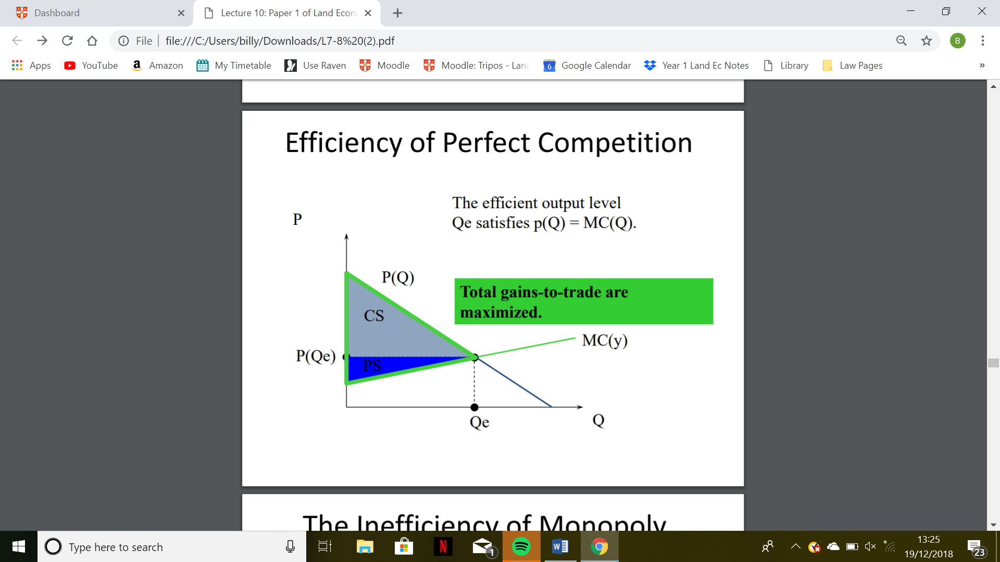 Dashboard
Lecture 10: Paper 1 of Land Econ
File
file:///C:/Users/billy/Downloads/L7-8%20(2).pdf
B
Apps
YouTube
Amazon
My Timetable
Use Raven
Moodle
Moodle: Tripos - Lanc
6
Google Calendar
Year 1 Land Ec Notes
Library
Law Pages
»
Efficiency of Perfect Competition
The efficient output level
Qe satisfies p(Q) = MC(Q).
P
P(Q)
Total gains-to-trade are
maximized.
CS
MC(y)
P(Qe)
PS
Qe
Q
The Inefficiency of Monopoly
Type here to search
1
13:25
19/12/2018
23